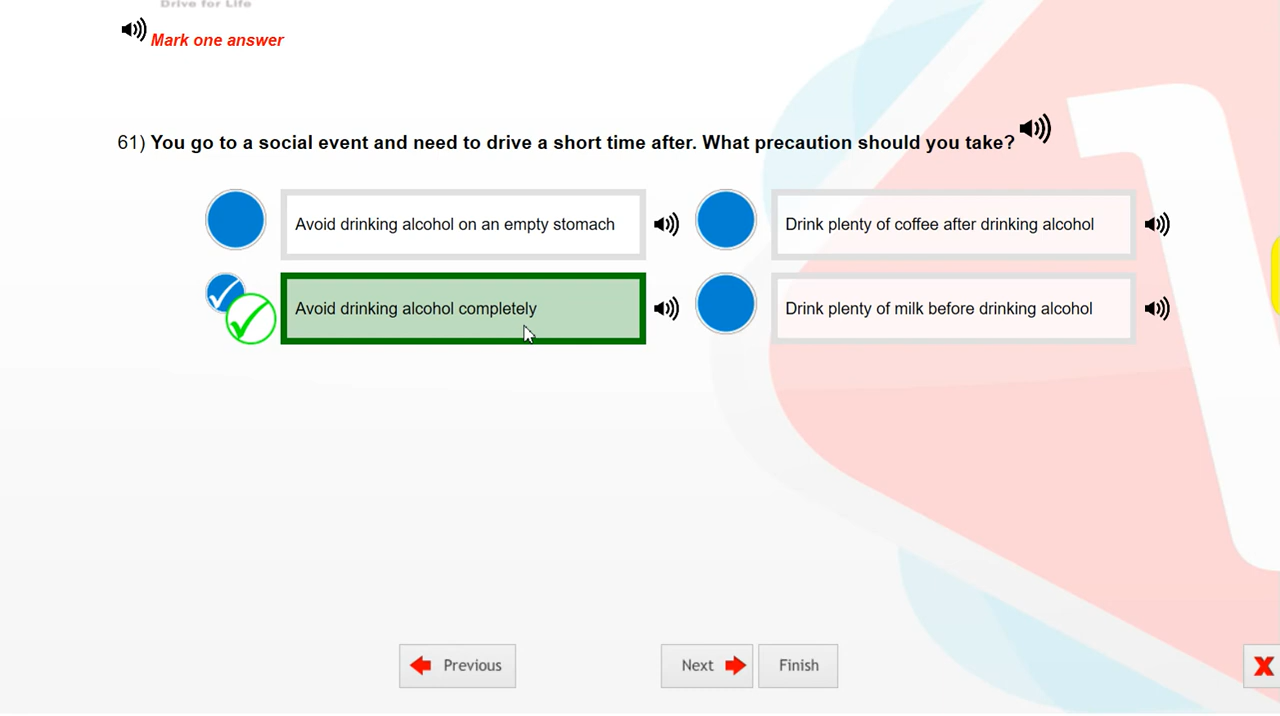 Drive for Life
Mark one answer
61) You go to a social event and need to drive a short time after. What precaution should you take?
Avoid drinking alcohol on an empty stomach
Drink plenty of coffee after drinking alcohol
Avoid drinking alcohol completely
Drink plenty of milk before drinking alcohol
Previous
Next
Finish
X